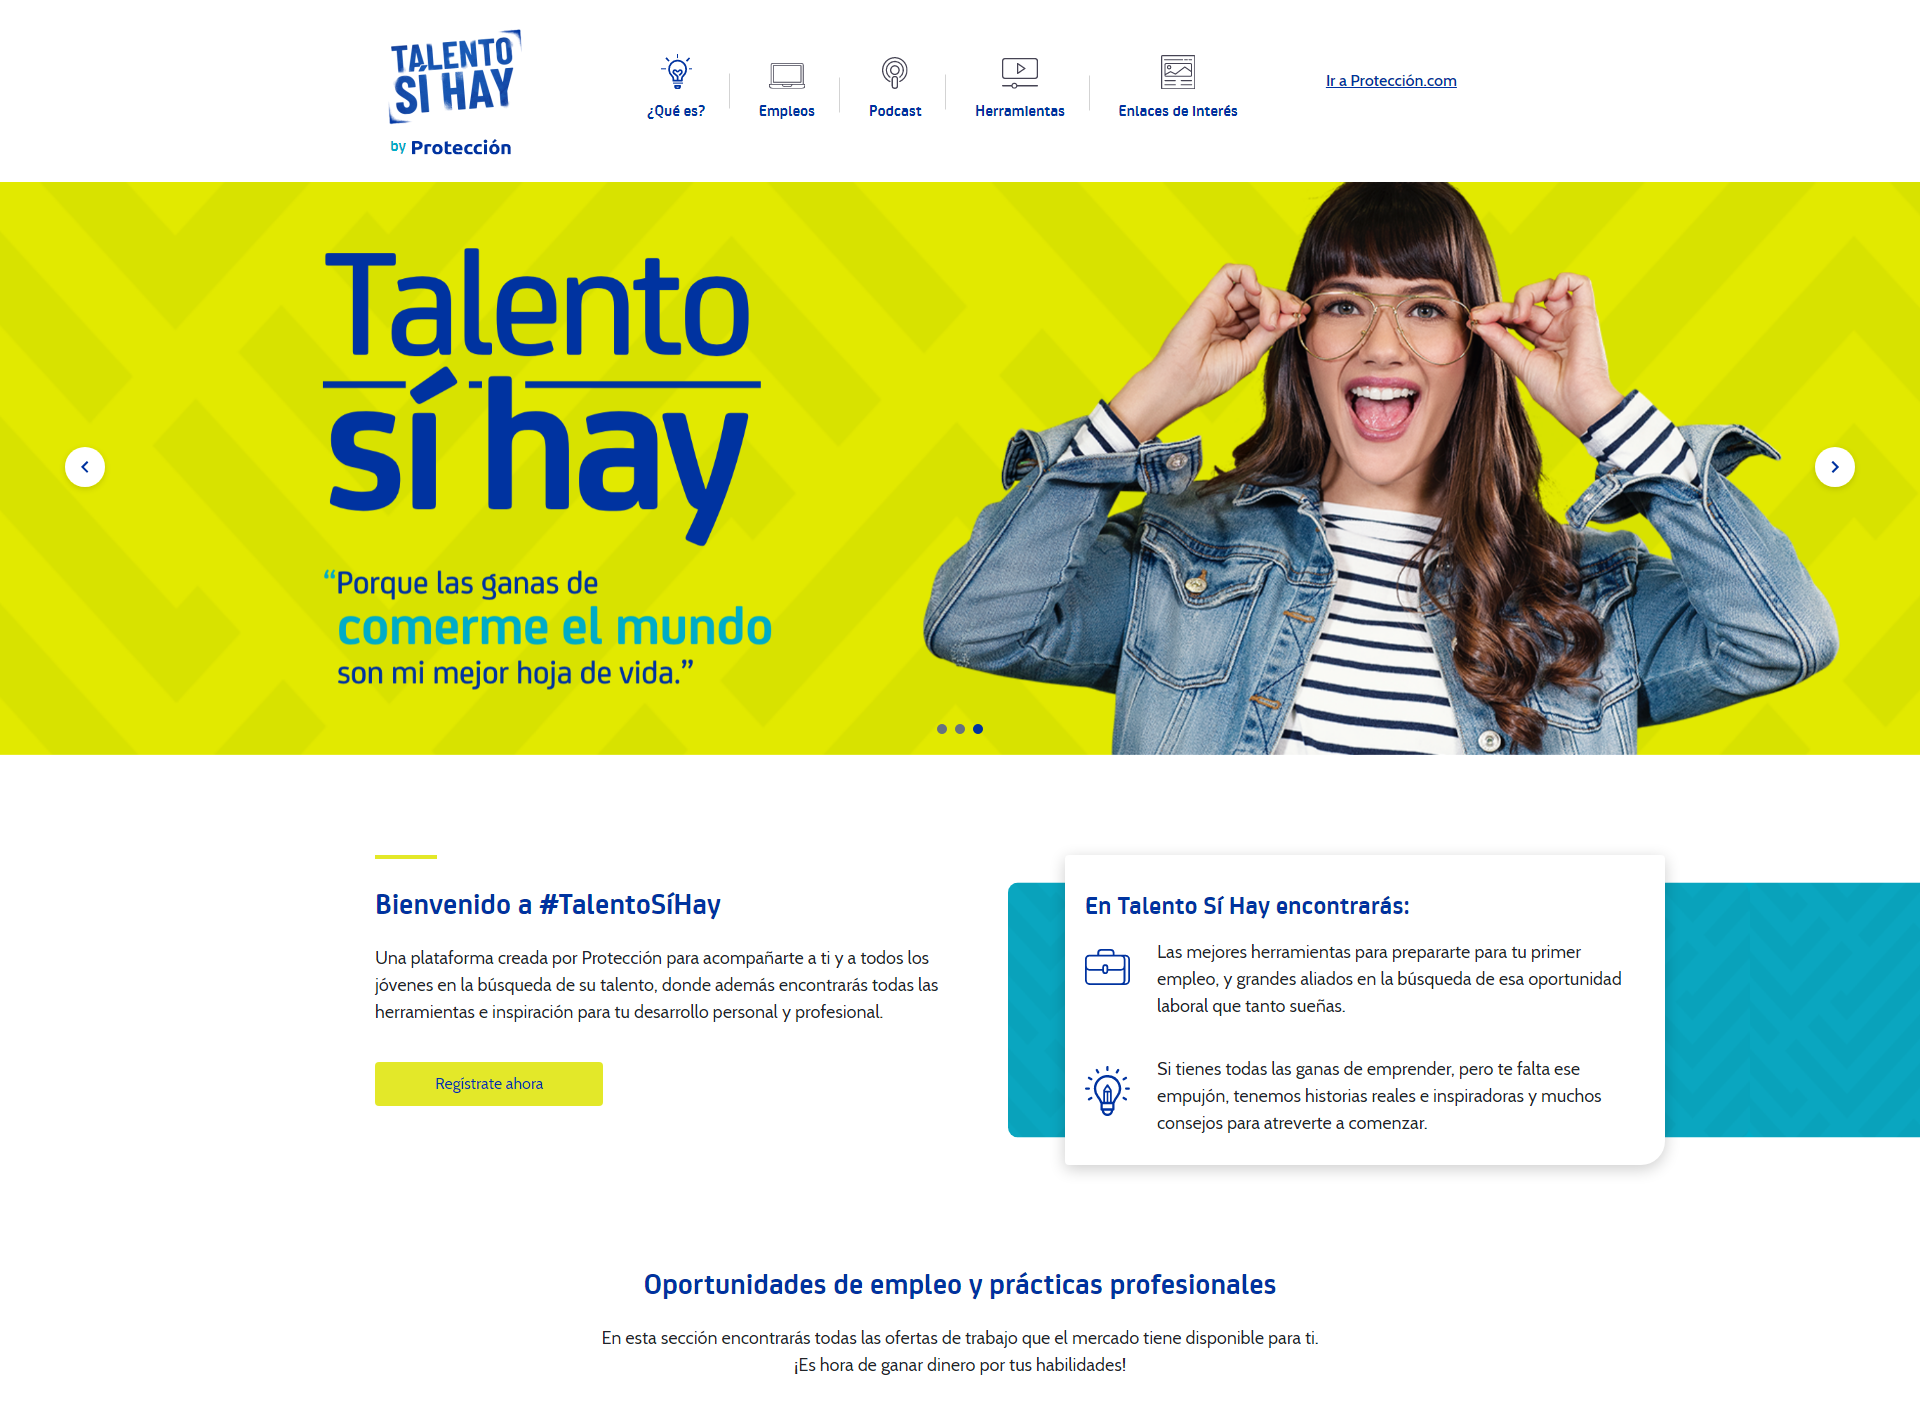 TALENTO
SÍ HAY
by Protección
¿Qué es?
Empleos
Podcast
Herramientas
Enlaces de interés
Ir a Protección.com
Talento
sí hay
“Porque las ganas de
comerme el mundo
son mi mejor hoja de vida.”
Bienvenido a #TalentoSíHay
Una plataforma creada por Protección para acompañarte a ti y a todos los
jóvenes en la búsqueda de su talento, donde además encontrarás todas las
herramientas e inspiración para tu desarrollo personal y profesional.
Regístrate ahora
En Talento Sí Hay encontrarás:
Las mejores herramientas para prepararte para tu primer
empleo, y grandes aliados en la búsqueda de esa oportunidad
laboral que tanto sueñas.
Si tienes todas las ganas de emprender, pero te falta ese
empujón, tenemos historias reales e inspiradoras y muchos
consejos para atreverte a comenzar.
Oportunidades de empleo y prácticas profesionales
En esta sección encontrarás todas las ofertas de trabajo que el mercado tiene disponible para ti.
¡Es hora de ganar dinero por tus habilidades!